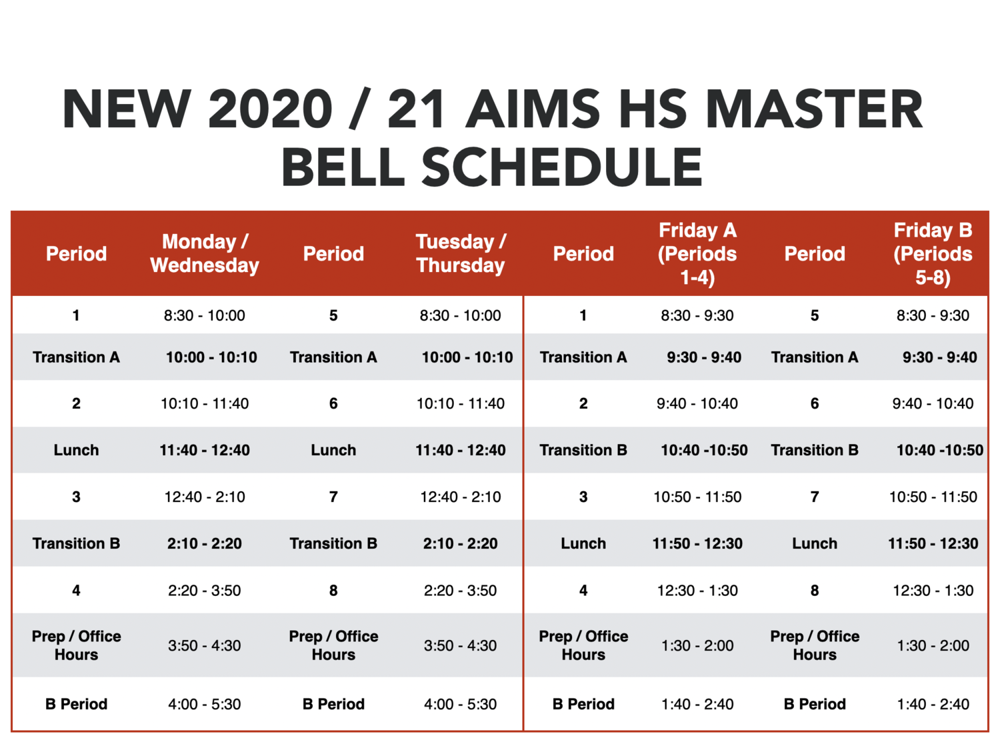 NEW 2020 / 21 AIMS HS MASTER
BELL SCHEDULE
Period Monday / Wednesday Period Tuesday / Thursday Period Friday A (Periods 1-4) Period Friday B (Periods 5-8)
1 8:30 - 10:00 5 8:30 - 10:00 1 8:30 - 9:30 5 8:30 - 9:30
Transition A 10:00 - 10:10 Transition A 10:00 - 10:10 Transition A 9:30 - 9:40 Transition A 9:30 - 9:40
2 10:10 - 11:40 6 10:10 - 11:40 2 9:40 - 10:40 6 9:40 - 10:40
Lunch 11:40 - 12:40 Lunch 11:40 - 12:40 Transition B 10:40 -10:50 Transition B 10:40 -10:50
3 12:40 - 2:10 7 12:40 - 2:10 3 10:50 - 11:50 7 10:50 - 11:50
Transition B 2:10 - 2:20 Transition B 2:10 - 2:20 Lunch 11:50 - 12:30 Lunch 11:50 - 12:30
4 2:20 - 3:50 8 2:20 - 3:50 4 12:30 - 1:30 8 12:30 - 1:30
Prep / Office Hours 3:50 - 4:30 Prep / Office Hours 3:50 - 4:30 Prep / Office Hours 1:30 - 2:00 Prep / Office Hours 1:30 - 2:00
B Period 4:00 - 5:30 B Period 4:00 - 5:30 B Period 1:40 - 2:40 B Period 1:40 - 2:40